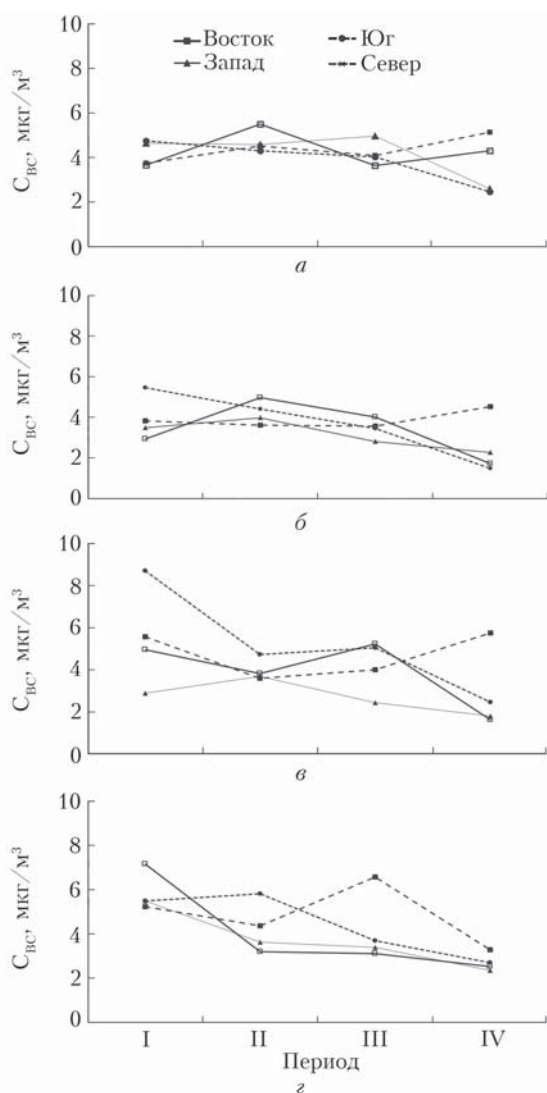 10
8
6
4
2
0
C_BC, мкг/м³
Восток
Запад
Юг
Север
а
10
8
6
4
2
0
C_BC, мкг/м³
б
10
8
6
4
2
0
C_BC, мкг/м³
в
10
8
6
4
2
0
C_BC, мкг/м³
I II III IV
Период
г